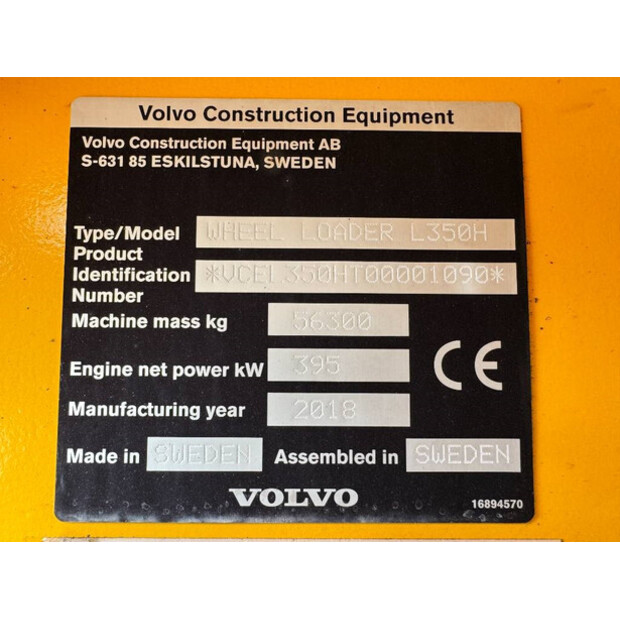 Volvo Construction Equipment
Volvo Construction Equipment AB
S-631 85 ESKILSTUNA, SWEDEN
Type/Model WHEEL LOADER L350H
Product
Identification *VCEL350HT00001090*
Number
Machine mass kg 56300
Engine net power kW 395
CE
Manufacturing year 2018
Made in SWEDEN Assembled in SWEDEN
VOLVO
16894570